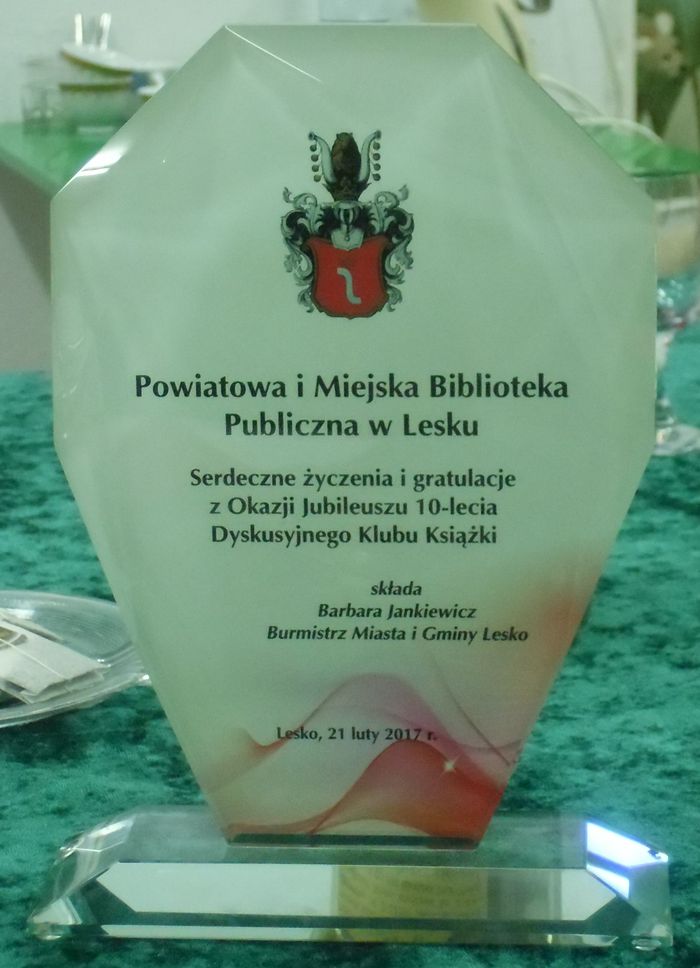 Powiatowa i Miejska Biblioteka
Publiczna w Lesku
Serdeczne życzenia i gratulacje
z Okazji Jubileuszu 10-lecia
Dyskusyjnego Klubu Książki
składa
Barbara Jankiewicz
Burmistrz Miasta i Gminy Lesko
Lesko, 21 luty 2017 r.